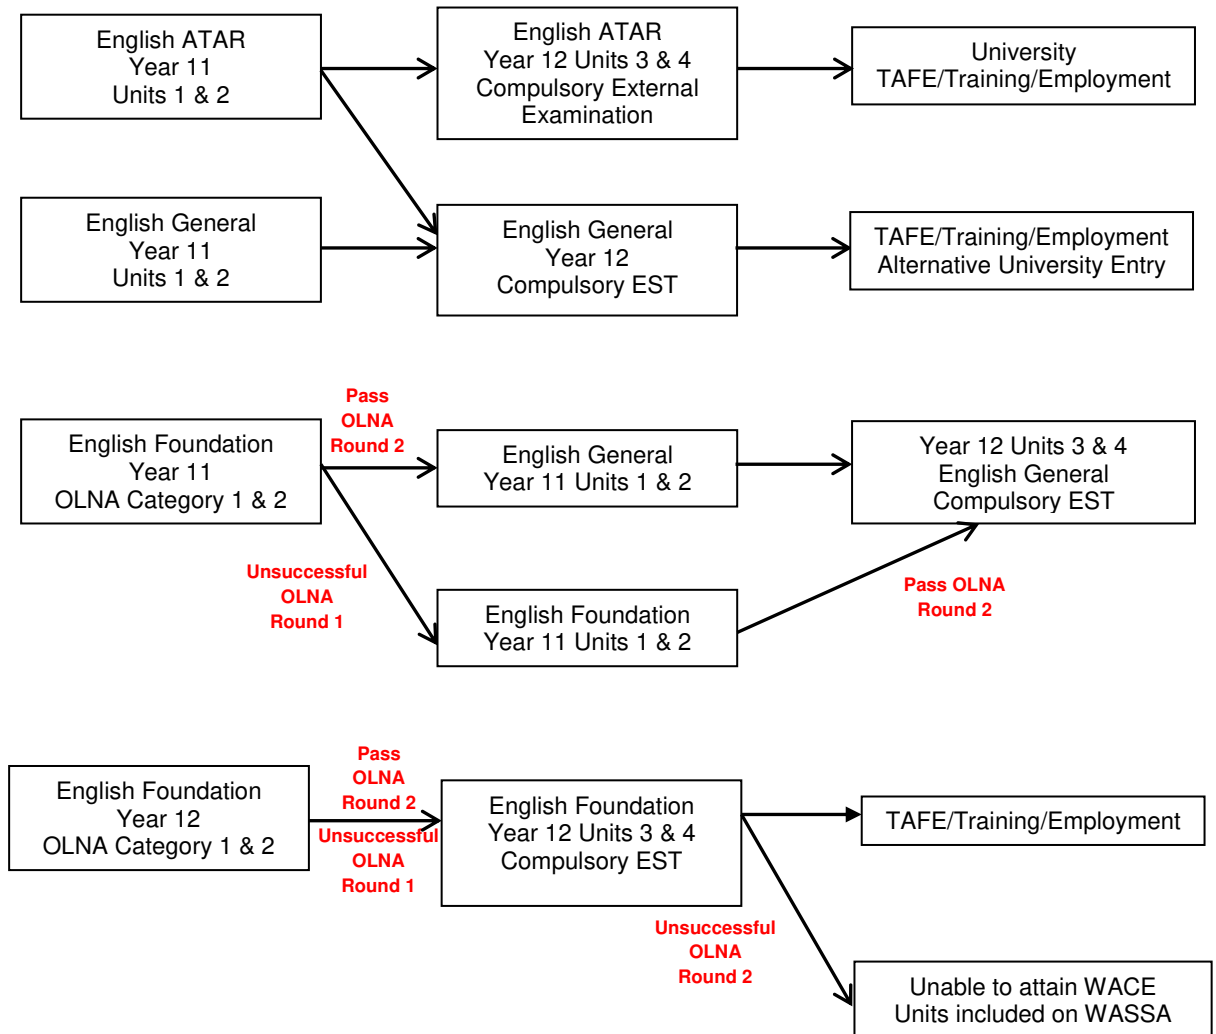 English ATAR
Year 11
Units 1 & 2
English ATAR
Year 12 Units 3 & 4
Compulsory External
Examination
University
TAFE/Training/Employment
English General
Year 11
Units 1 & 2
English General
Year 12
Compulsory EST
TAFE/Training/Employment
Alternative University Entry
English Foundation
Year 11
OLNA Category 1 & 2
Pass
OLNA
Round 2
English General
Year 11 Units 1 & 2
Year 12 Units 3 & 4
English General
Compulsory EST
Unsuccessful
OLNA
Round 1
English Foundation
Year 11 Units 1 & 2
Pass OLNA
Round 2
English Foundation
Year 12
OLNA Category 1 & 2
Pass
OLNA
Round 2
Unsuccessful
OLNA
Round 1
English Foundation
Year 12 Units 3 & 4
Compulsory EST
TAFE/Training/Employment
Unsuccessful
OLNA
Round 2
Unable to attain WACE
Units included on WASSA